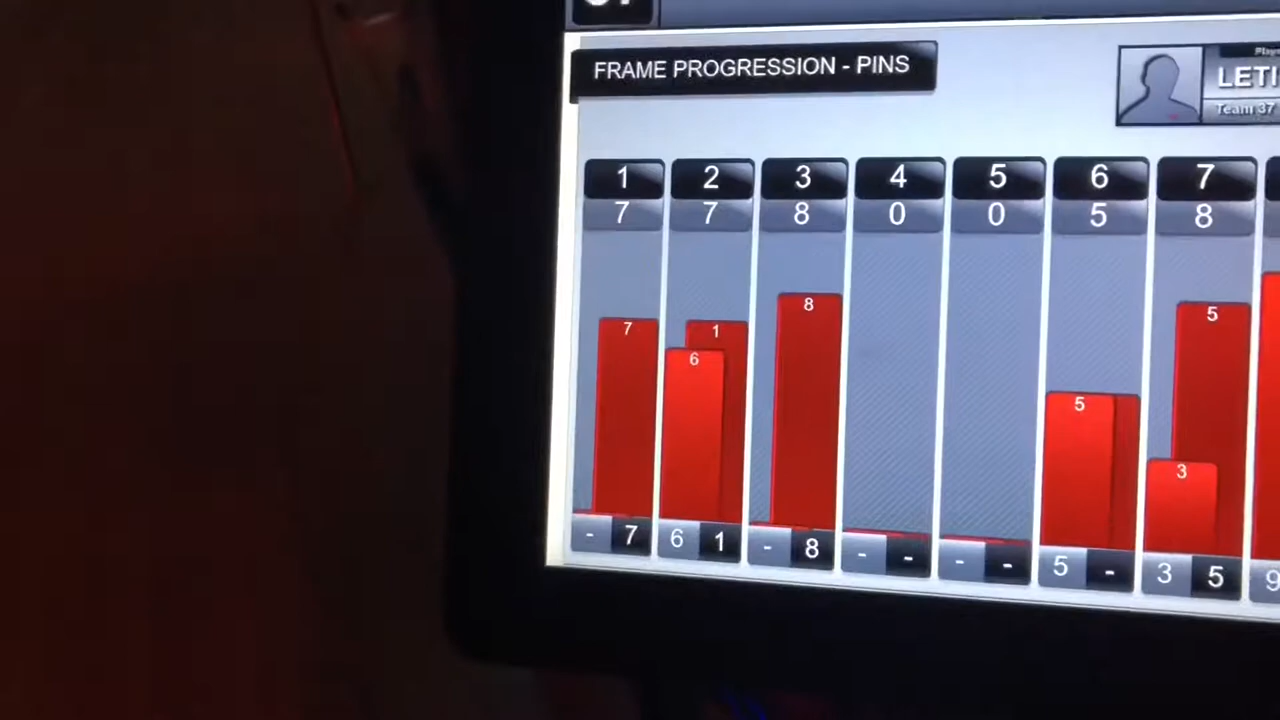 FRAME PROGRESSION - PINS
LETI
Team 37
1 2 3 4 5 6 7
7 7 8 0 0 5 8
7 6 1 8 5 3 5
- 7 6 1 - 8 - - - - 5 - 3 5 9